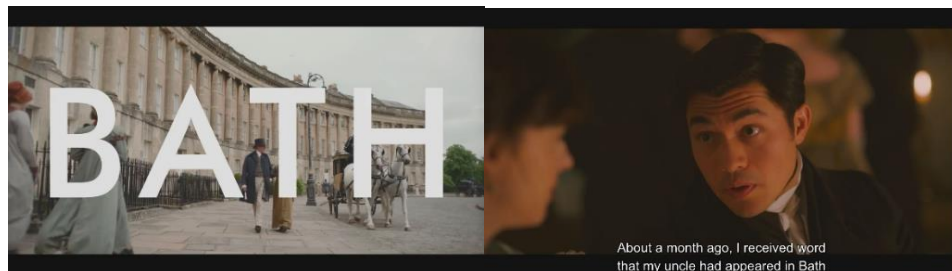 BATH
About a month ago, I received word
that my uncle had appeared in Bath